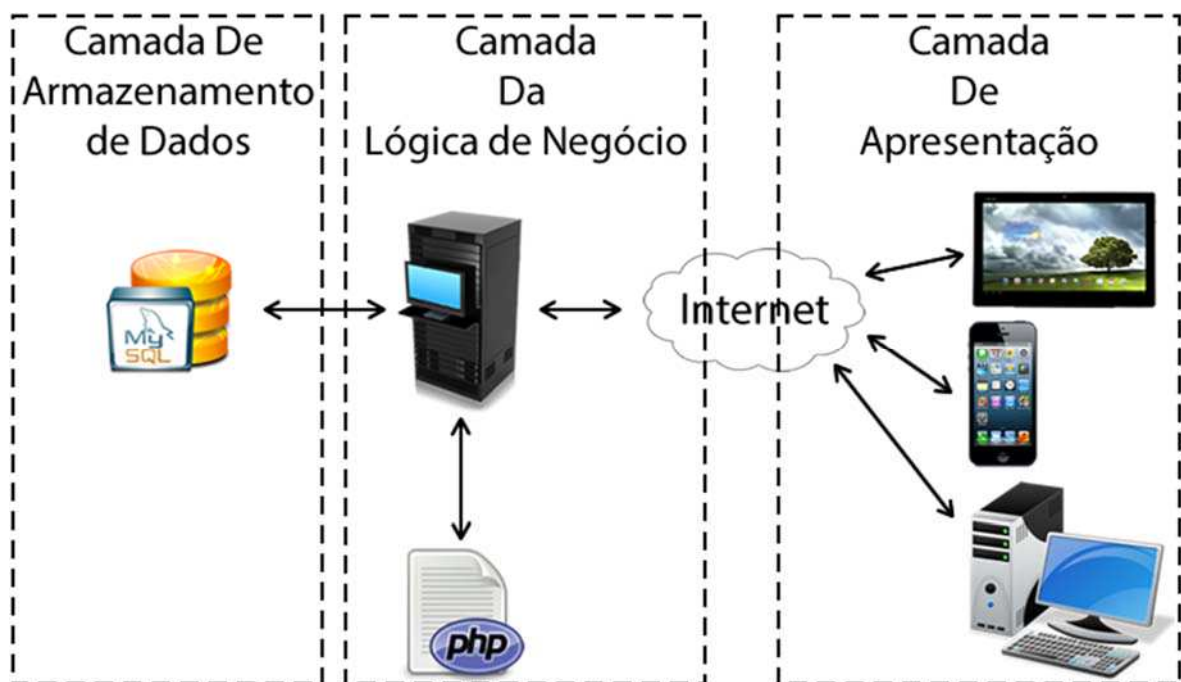 Camada De
Armazenamento
de Dados
Camada
Da
Lógica de Negócio
Camada
De
Apresentação
My
SQL
Internet
php